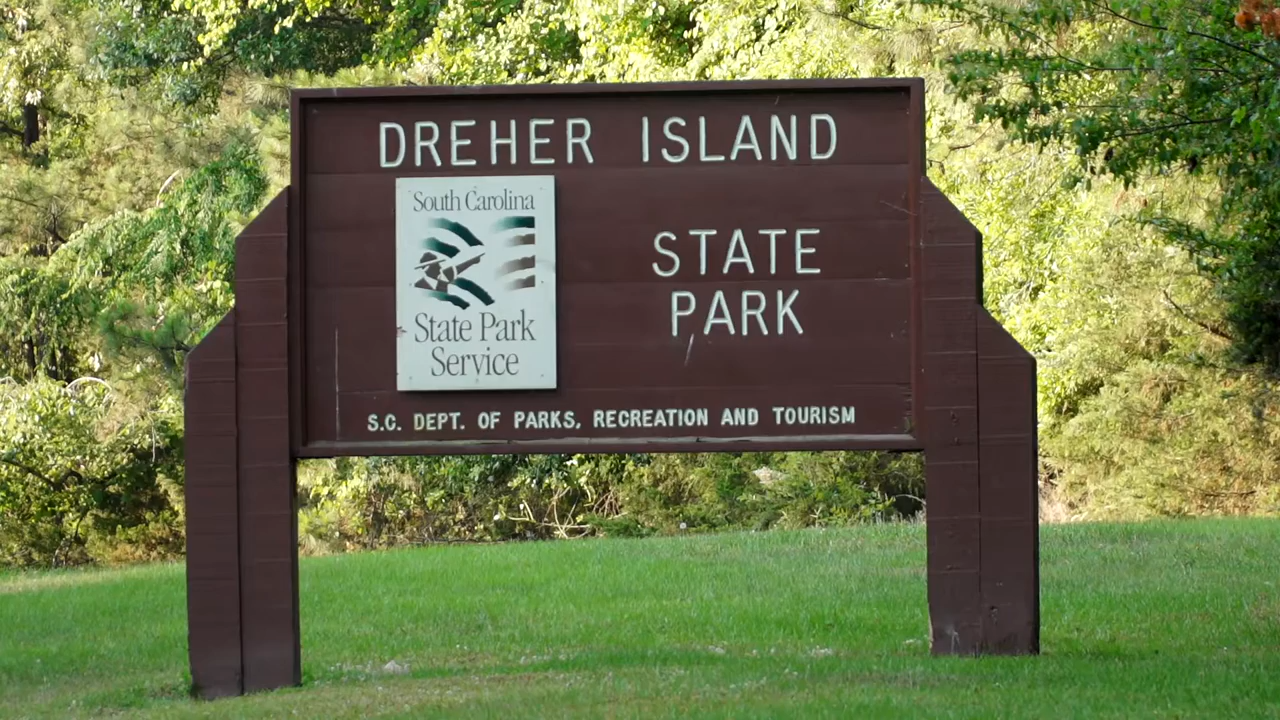 DREHER ISLAND
South Carolina
State Park
Service
STATE
PARK
S.C. DEPT. OF PARKS, RECREATION AND TOURISM